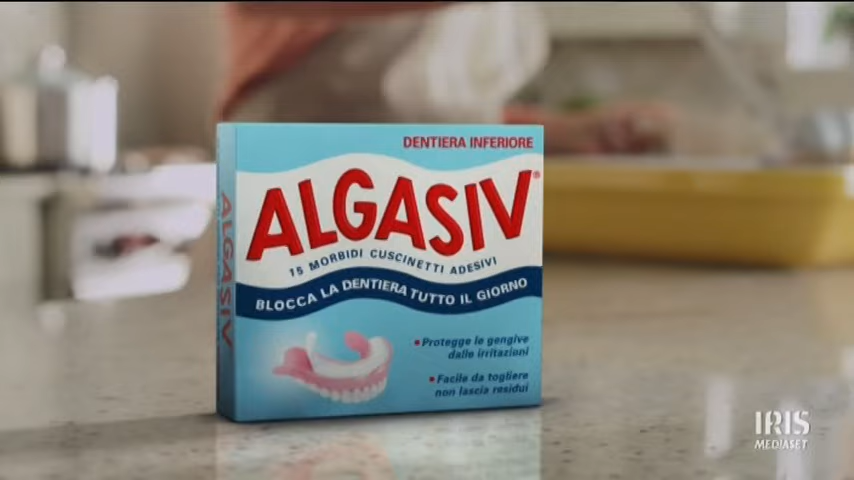 DENTIERA INFERIORE
ALGASIV®
15 MORBIDI CUSCINETTI ADESIVI
BLOCCA LA DENTIERA TUTTO IL GIORNO
• Protegge le gengive
dalle irritazioni
• Facile da togliere
non lascia residui
ALGASIV
IRIS
MEDIASET